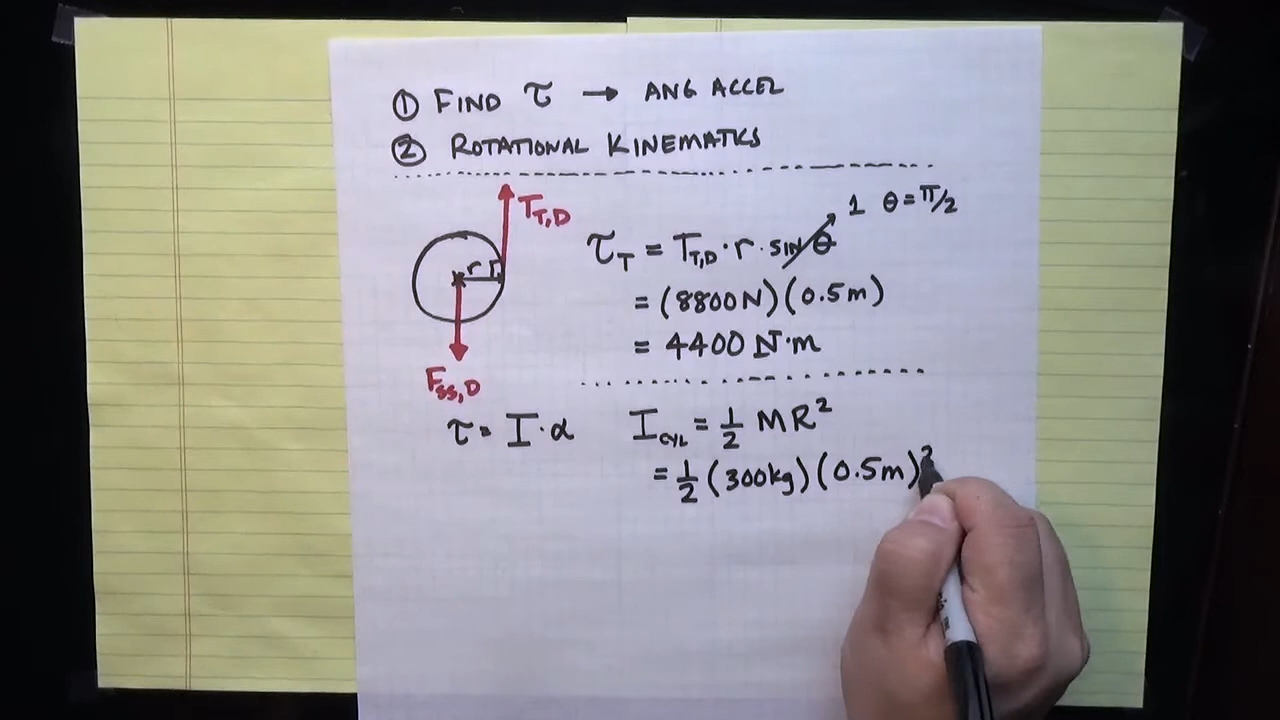 ① FIND τ → ANG ACCEL
② ROTATIONAL KINEMATICS
T_T,D
1 θ = π/2
r
τ_T = T_T,D · r · SIN θ
= (8800 N)(0.5 m)
= 4400 N·m
F_SS,D
τ = I · α
I_CYL = 1/2 MR²
= 1/2 (300 kg)(0.5 m)²